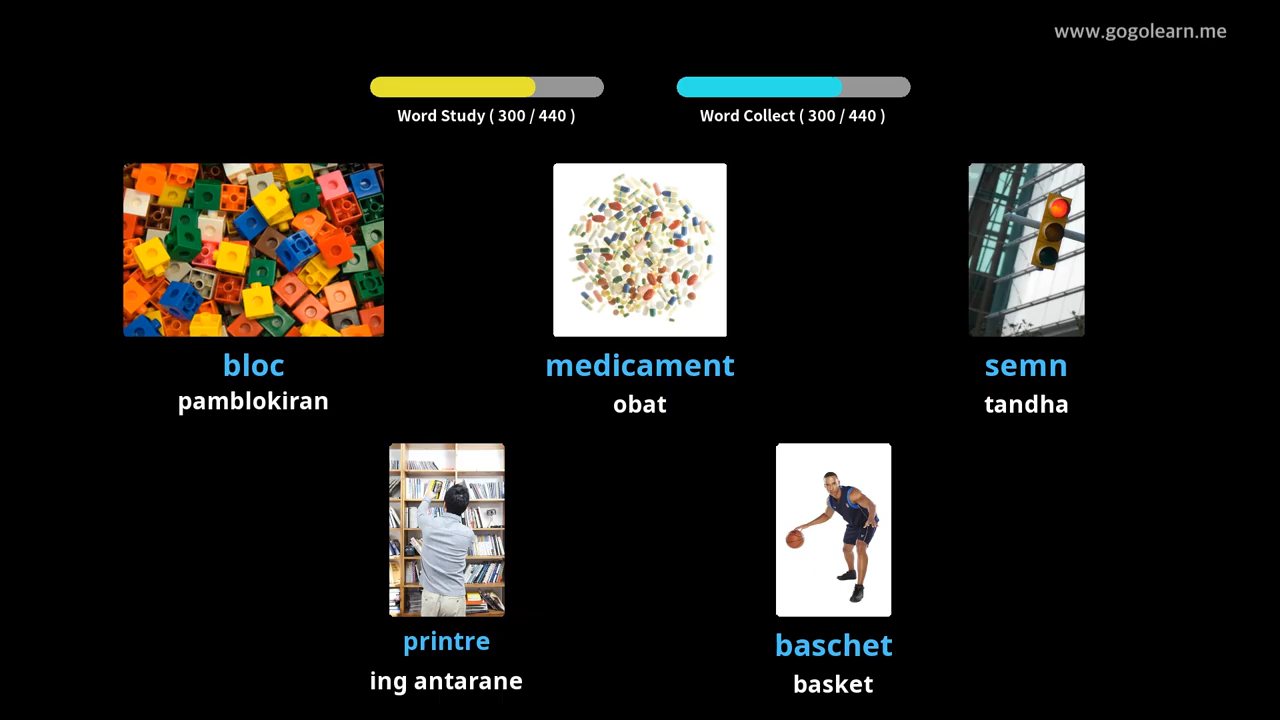 www.gogolearn.me
Word Study ( 300 / 440 )
Word Collect ( 300 / 440 )
bloc
pamblokiran
medicament
obat
semn
tandha
printre
ing antarane
baschet
basket